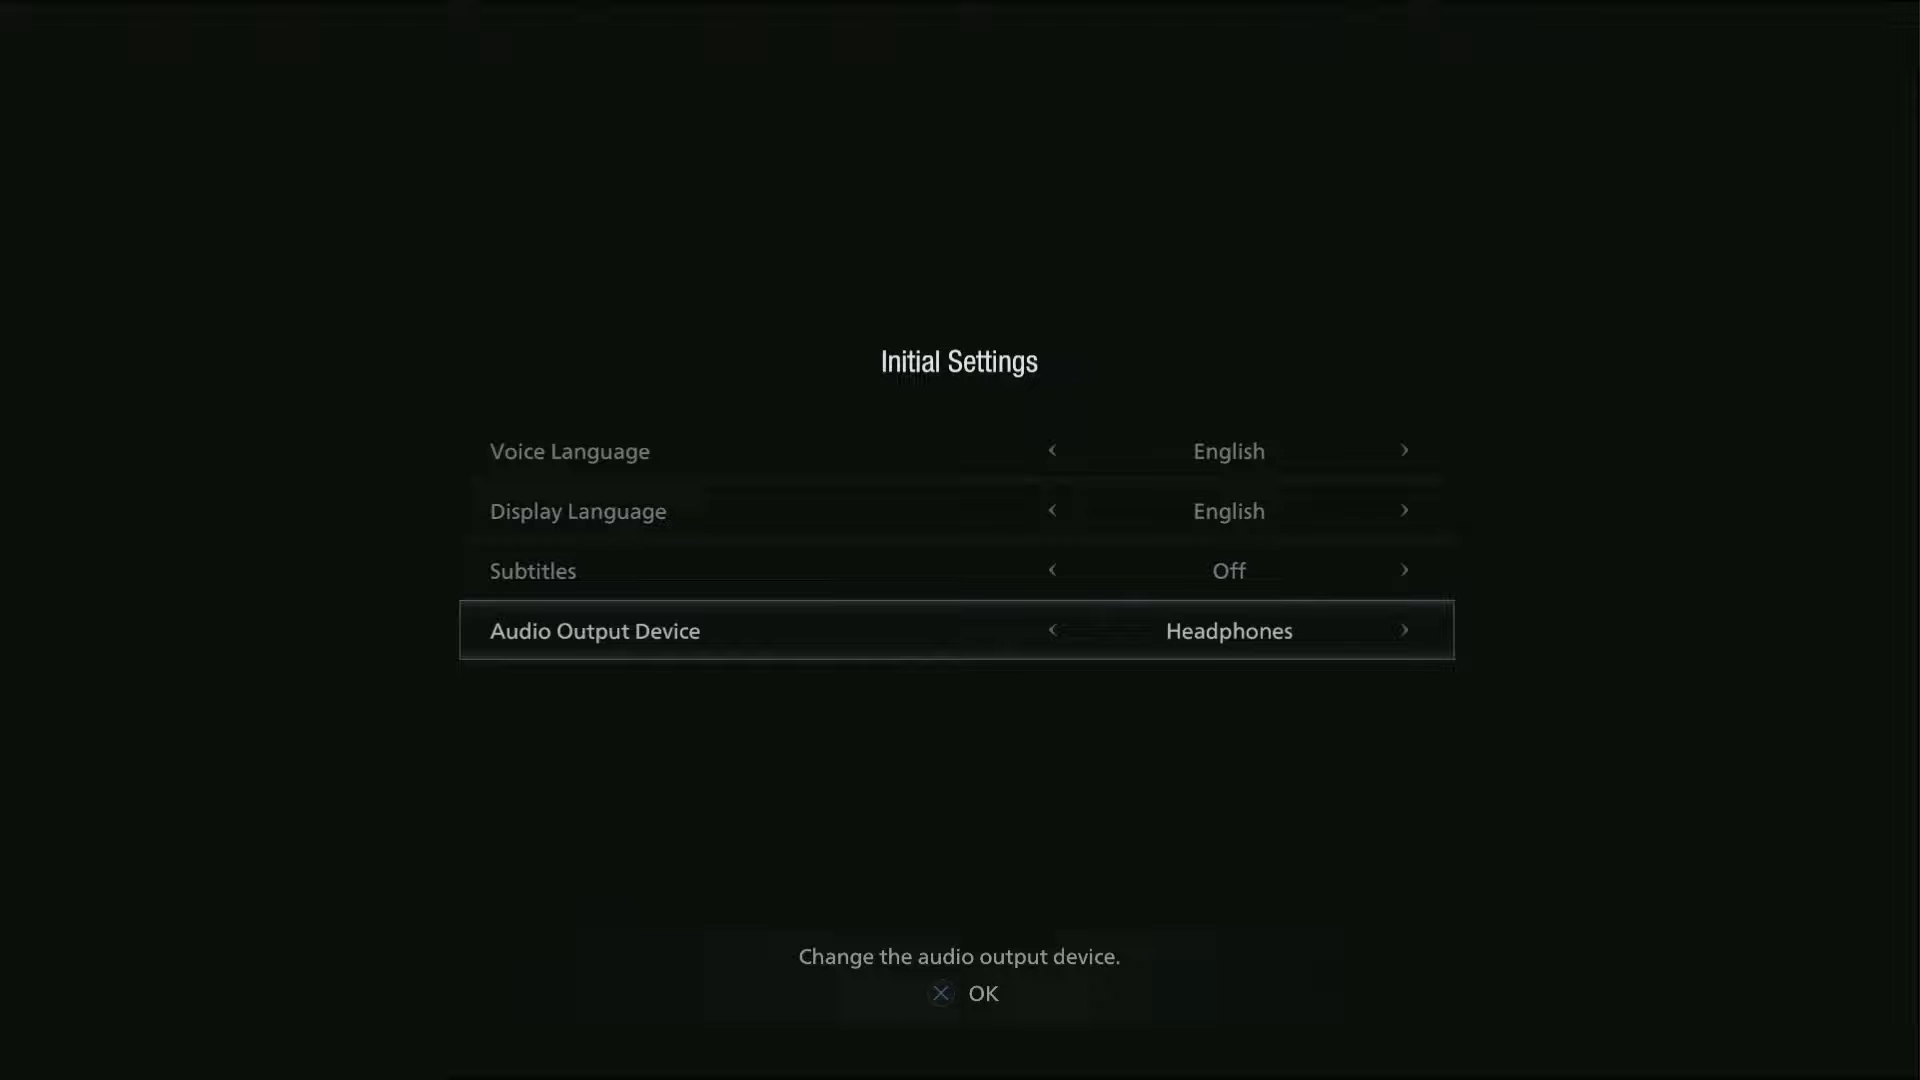 Initial Settings
Voice Language < English >
Display Language < English >
Subtitles < Off >
Audio Output Device < Headphones >
Change the audio output device.
OK